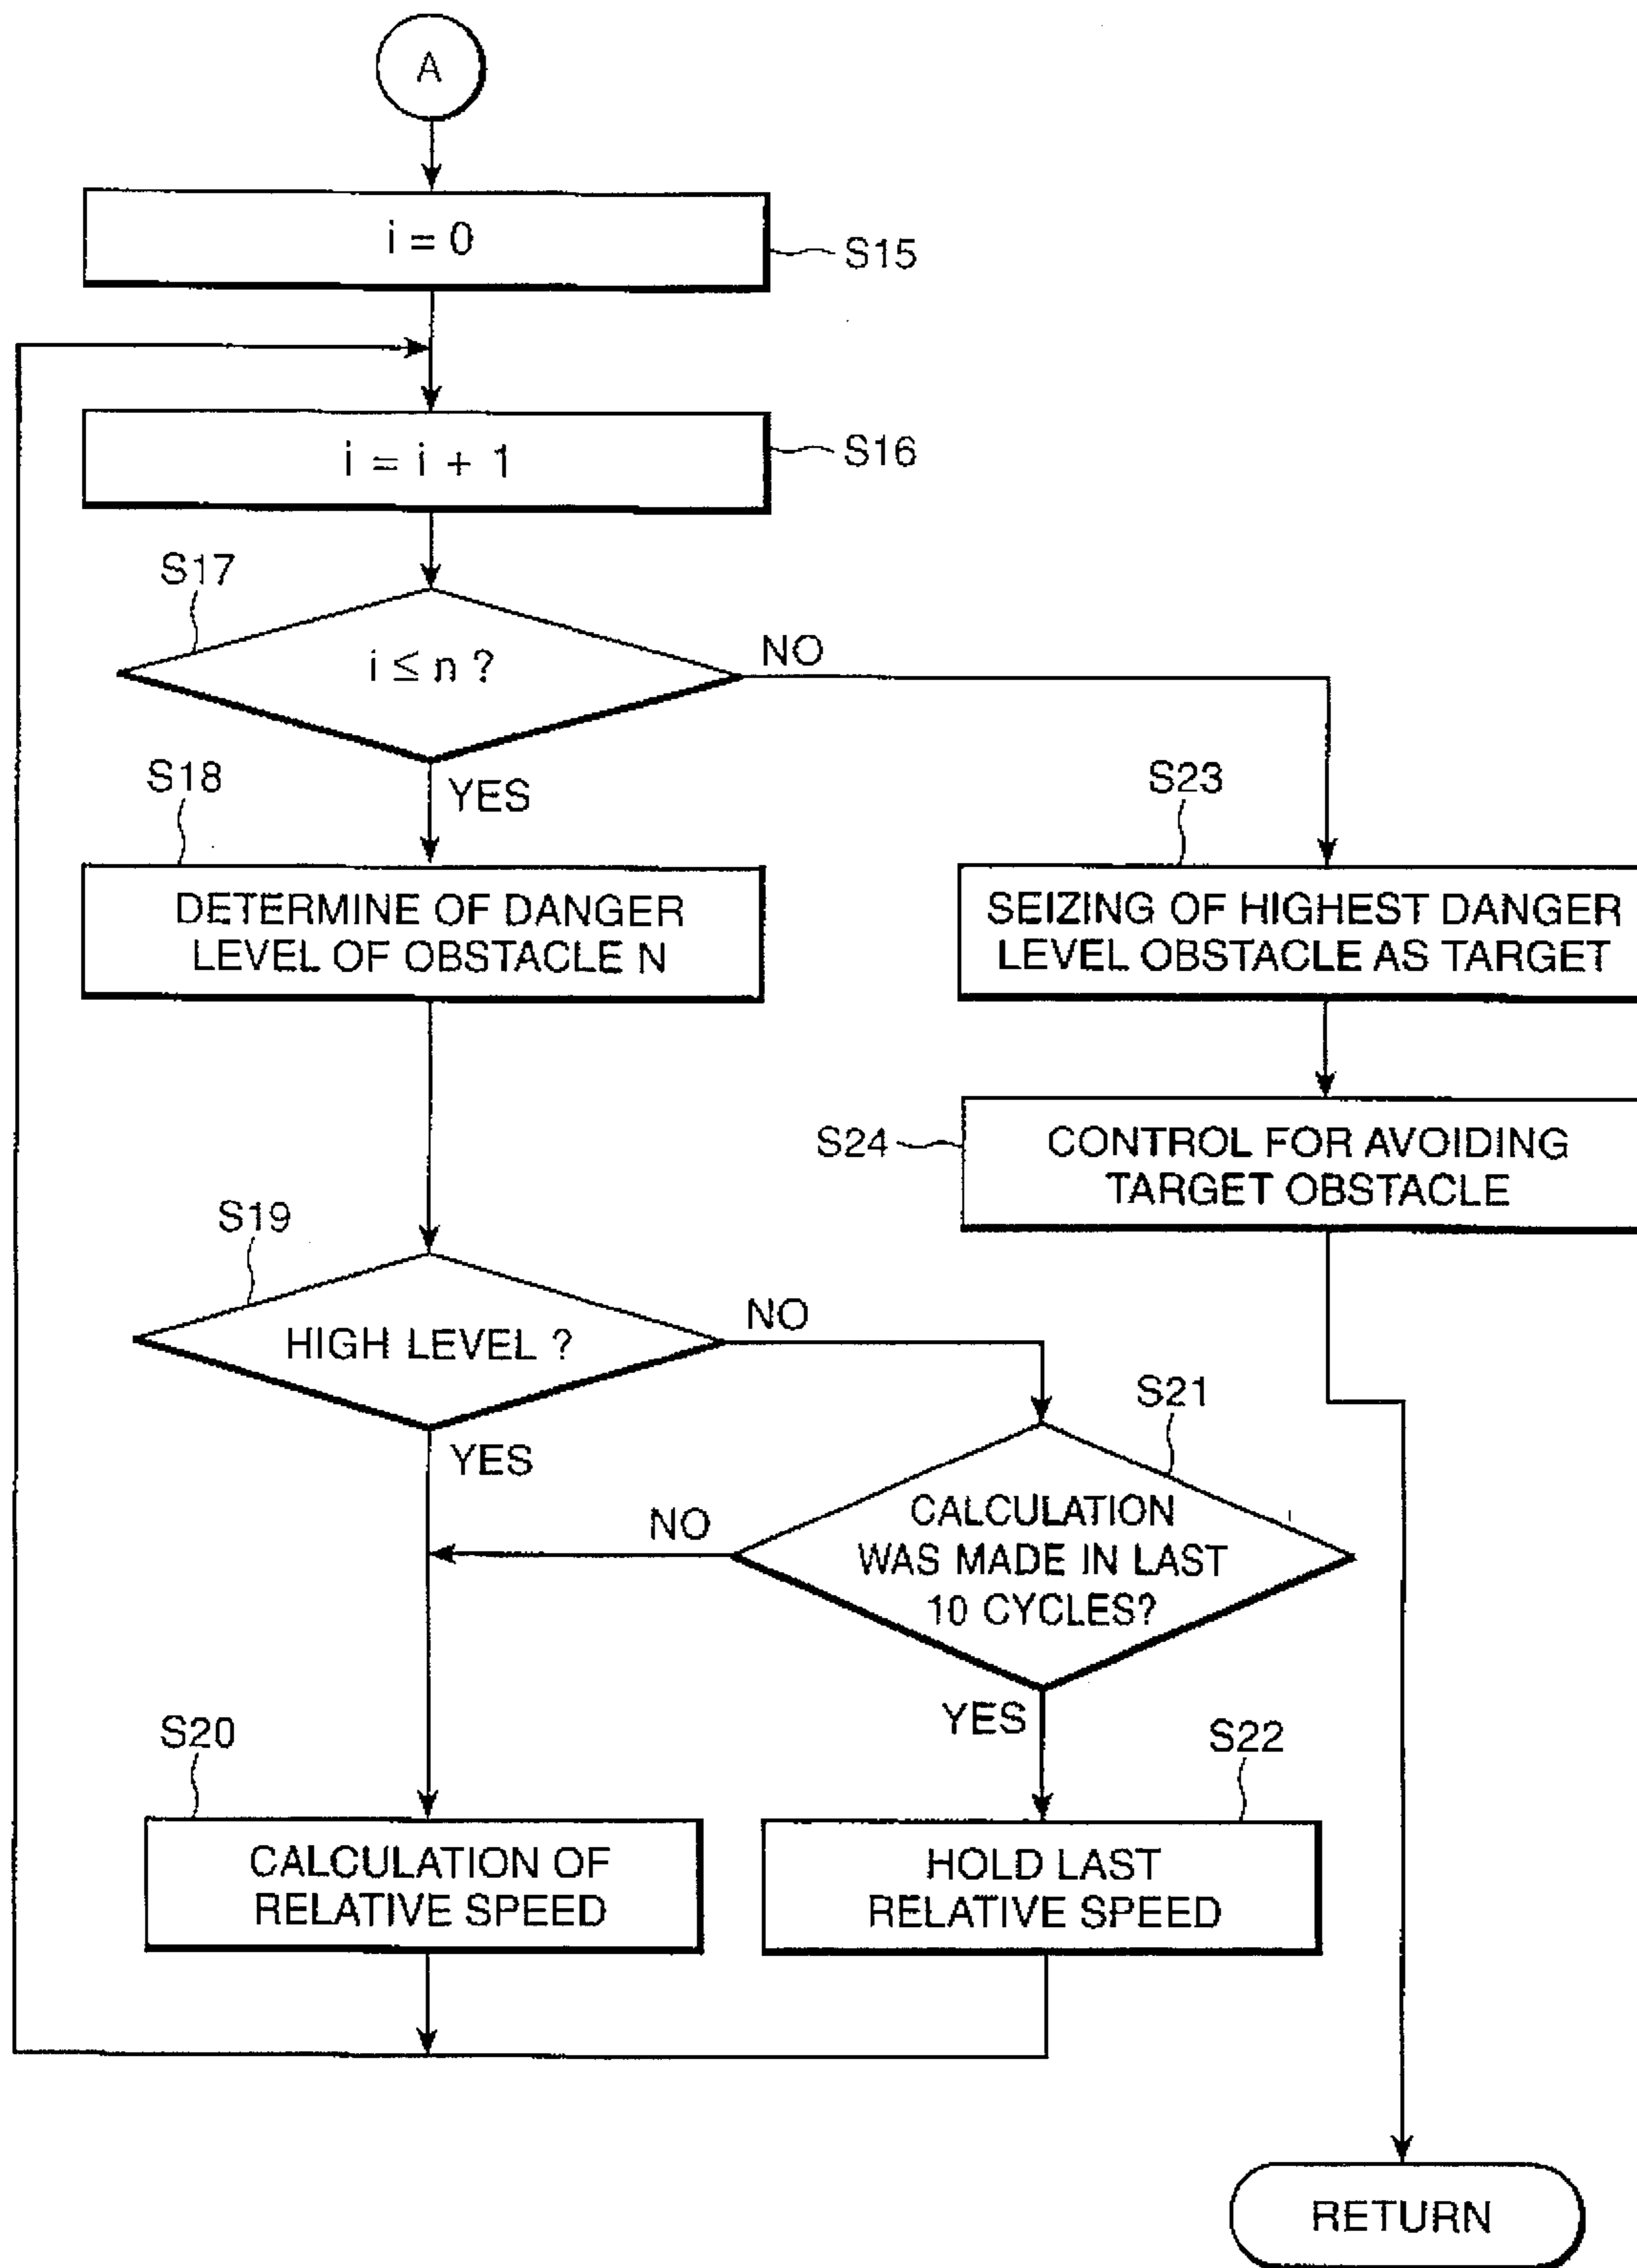 A
i = 0
S15
i = i + 1
S16
S17
i ≤ n ?
NO
YES
S18
DETERMINE OF DANGER
LEVEL OF OBSTACLE N
S23
SEIZING OF HIGHEST DANGER
LEVEL OBSTACLE AS TARGET
S24
CONTROL FOR AVOIDING
TARGET OBSTACLE
S19
HIGH LEVEL ?
NO
YES
S21
CALCULATION
WAS MADE IN LAST
10 CYCLES?
NO
YES
S20
CALCULATION OF
RELATIVE SPEED
S22
HOLD LAST
RELATIVE SPEED
RETURN